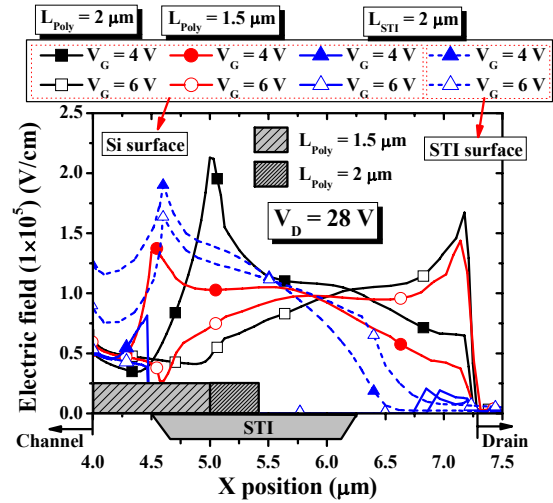 L_Poly = 2 μm L_Poly = 1.5 μm L_STI = 2 μm
V_G = 4 V V_G = 4 V V_G = 4 V V_G = 4 V
V_G = 6 V V_G = 6 V V_G = 6 V V_G = 6 V
Si surface
STI surface
L_Poly = 1.5 μm
L_Poly = 2 μm
V_D = 28 V
Electric field (1×10⁵) (V/cm)
2.5
2.0
1.5
1.0
0.5
0.0
STI
Channel
Drain
4.0 4.5 5.0 5.5 6.0 6.5 7.0 7.5
X position (μm)